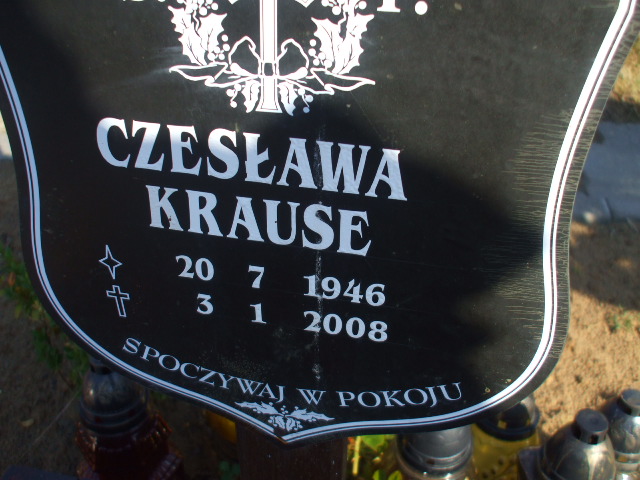 CZESŁAWA
KRAUSE
20 7 1946
3 1 2008
SPOCZYWAJ W POKOJU